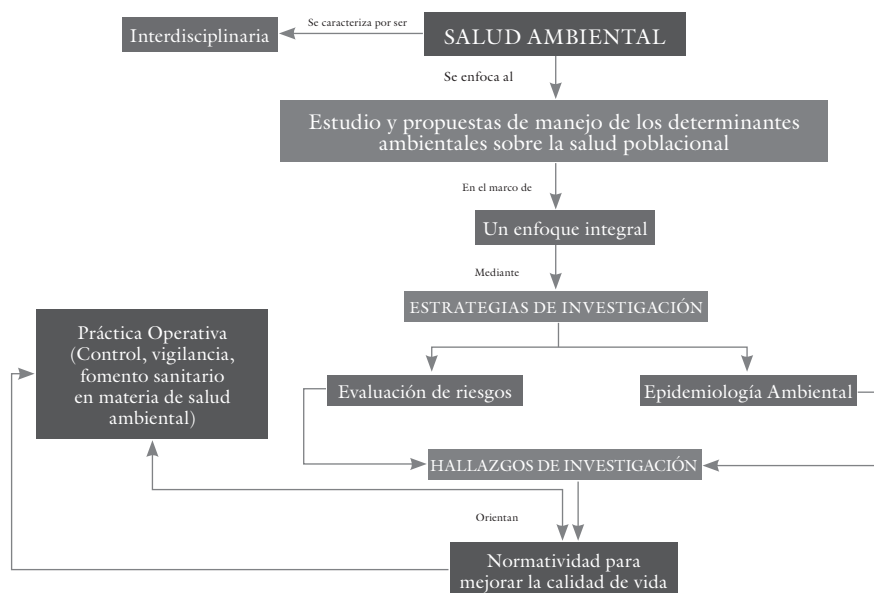 Se caracteriza por ser
Interdisciplinaria
SALUD AMBIENTAL
Se enfoca al
Estudio y propuestas de manejo de los determinantes
ambientales sobre la salud poblacional
En el marco de
Un enfoque integral
Mediante
ESTRATEGIAS DE INVESTIGACIÓN
Práctica Operativa
(Control, vigilancia,
fomento sanitario
en materia de salud
ambiental)
Evaluación de riesgos
Epidemiología Ambiental
HALLAZGOS DE INVESTIGACIÓN
Orientan
Normatividad para
mejorar la calidad de vida